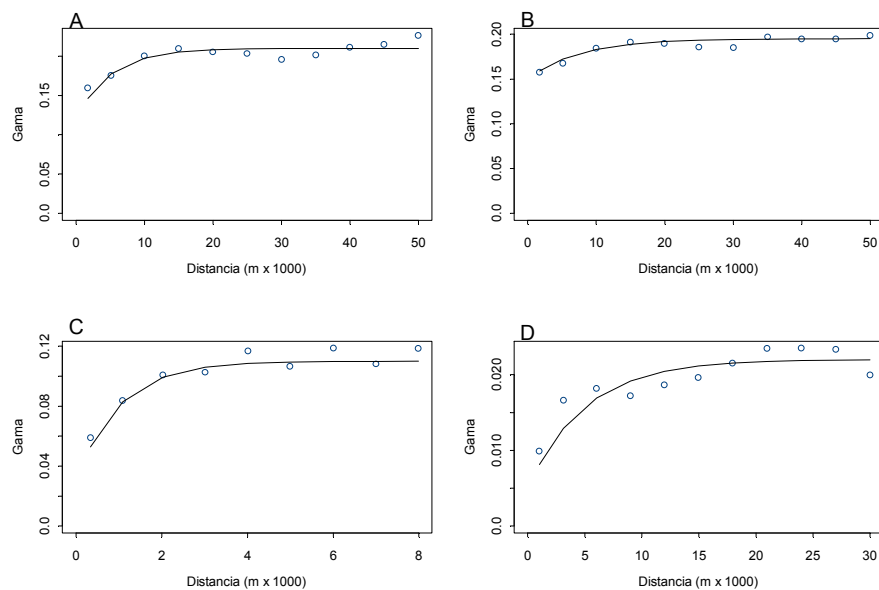 A
Gama
0.15
0.05
0.0
0 10 20 30 40 50
Distancia (m x 1000)
B
Gama
0.20
0.15
0.10
0.05
0.0
0 10 20 30 40 50
Distancia (m x 1000)
C
Gama
0.12
0.08
0.04
0.0
0 2 4 6 8
Distancia (m x 1000)
D
Gama
0.020
0.010
0.0
0 5 10 15 20 25 30
Distancia (m x 1000)